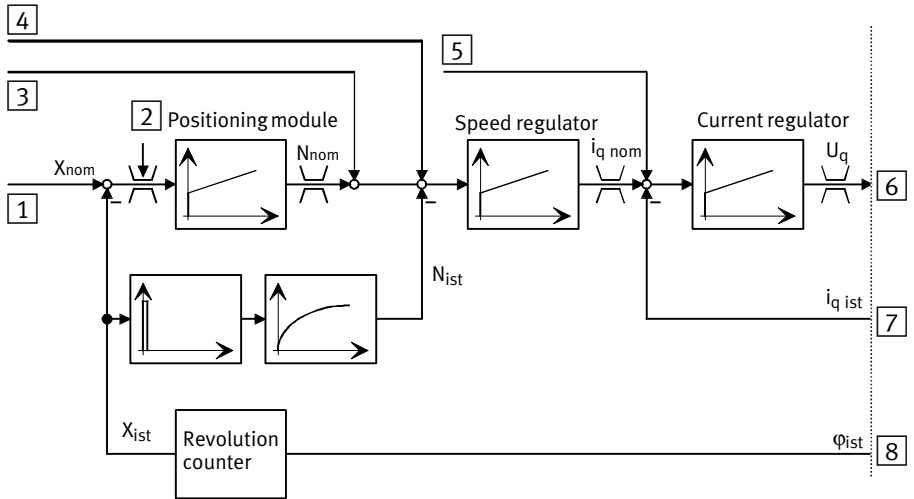 4
5
3
2
Positioning module
Speed regulator
Current regulator
Xnom
Nnom
iq nom
Uq
1
6
Nist
iq ist
7
Xist
Revolution
counter
φist
8